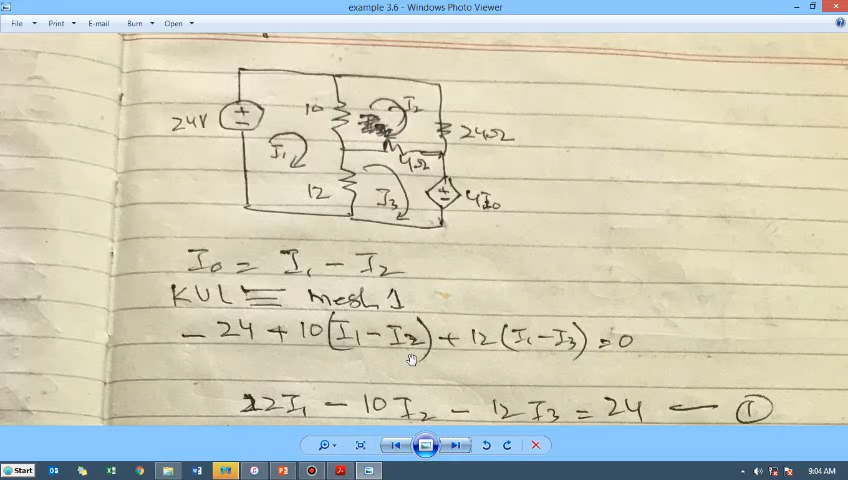 example 3.6 - Windows Photo Viewer
File Print E-mail Burn Open
24V
10
I2
24Ω
I1
4Ω
12
I3
4I0
I0 = I1 - I2
KVL ≡ mesh 1
- 24 + 10(I1 - I2) + 12(I1 - I3) = 0
22I1 - 10I2 - 12I3 = 24 — ①
Start
9:04 AM